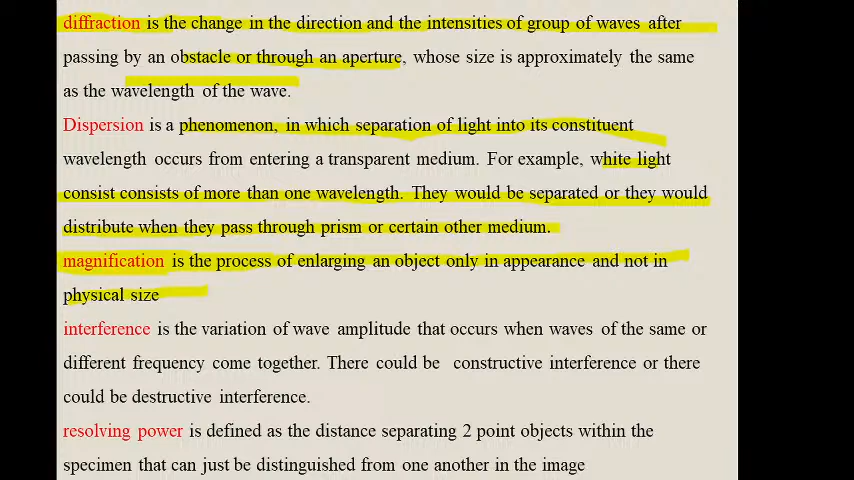 diffraction is the change in the direction and the intensities of group of waves after
passing by an obstacle or through an aperture, whose size is approximately the same
as the wavelength of the wave.
Dispersion is a phenomenon, in which separation of light into its constituent
wavelength occurs from entering a transparent medium. For example, white light
consist consists of more than one wavelength. They would be separated or they would
distribute when they pass through prism or certain other medium.
magnification is the process of enlarging an object only in appearance and not in
physical size
interference is the variation of wave amplitude that occurs when waves of the same or
different frequency come together. There could be constructive interference or there
could be destructive interference.
resolving power is defined as the distance separating 2 point objects within the
specimen that can just be distinguished from one another in the image